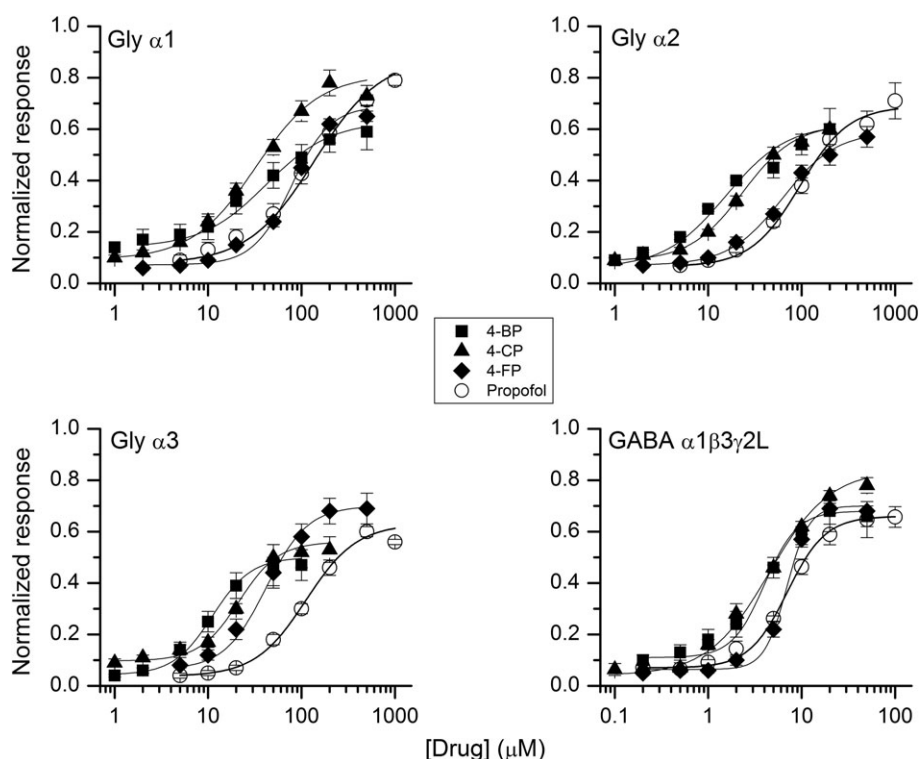 Gly α1
Normalized response
1.0
0.8
0.6
0.4
0.2
0.0
1 10 100 1000
Gly α2
Normalized response
1.0
0.8
0.6
0.4
0.2
0.0
1 10 100 1000
4-BP
4-CP
4-FP
Propofol
Gly α3
Normalized response
1.0
0.8
0.6
0.4
0.2
0.0
1 10 100 1000
GABA α1β3γ2L
1.0
0.8
0.6
0.4
0.2
0.0
0.1 1 10 100
[Drug] (μM)